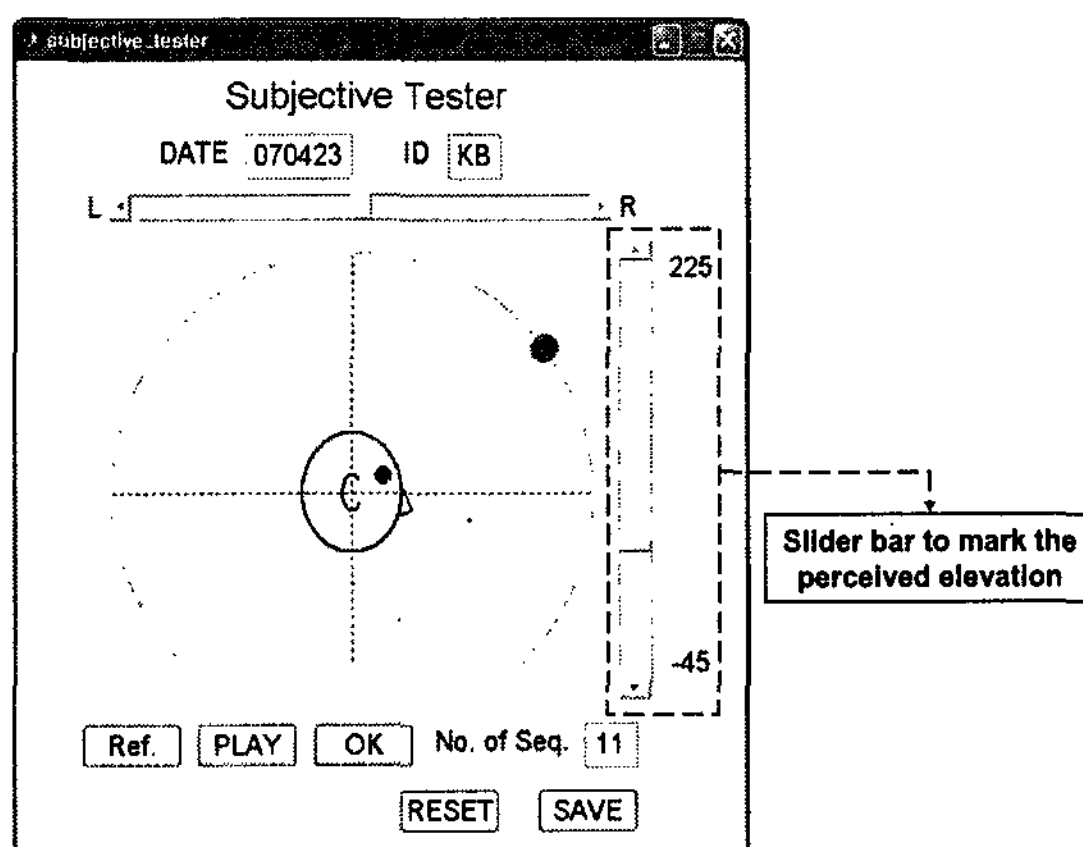 subjective_tester
Subjective Tester
DATE 070423 ID KB
L R
225
Slider bar to mark the
perceived elevation
-45
Ref. PLAY OK No. of Seq. 11
RESET SAVE